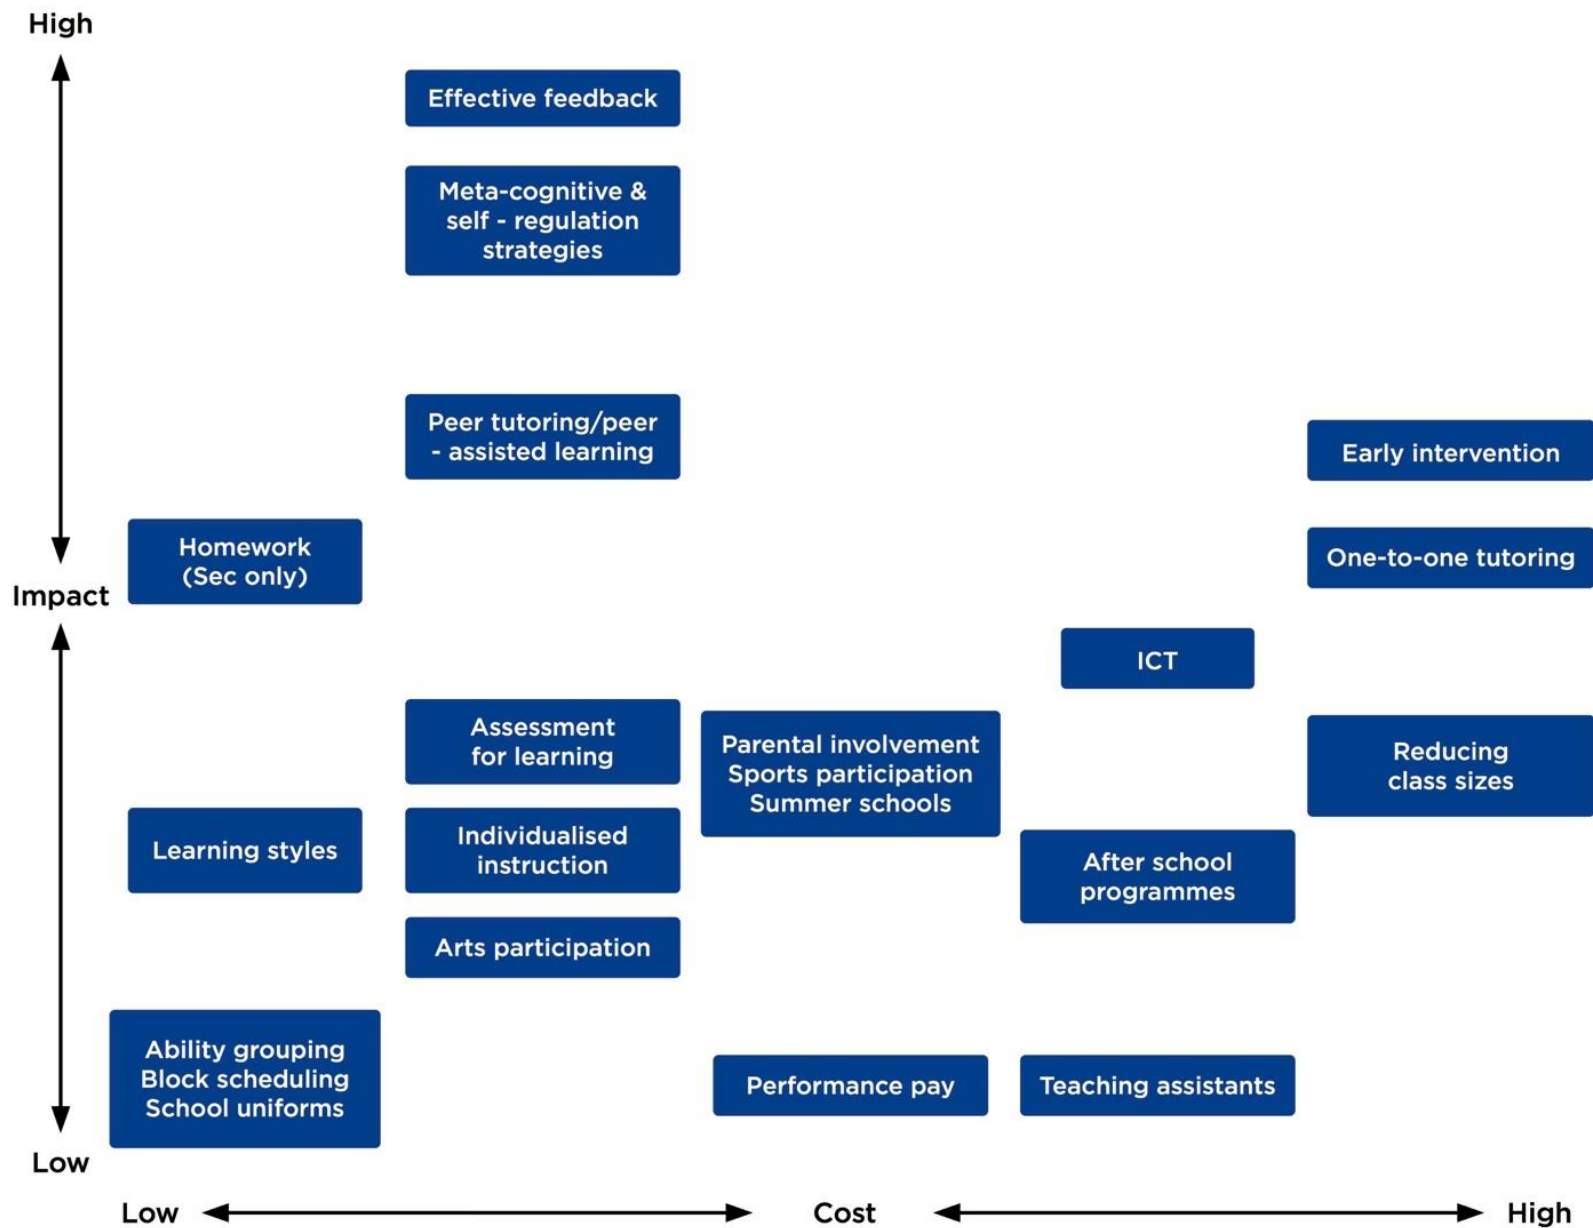 High
Effective feedback
Meta-cognitive &
self - regulation
strategies
Peer tutoring/peer
- assisted learning
Early intervention
Homework
(Sec only)
One-to-one tutoring
Impact
ICT
Assessment
for learning
Parental involvement
Sports participation
Summer schools
Reducing
class sizes
Learning styles
Individualised
instruction
After school
programmes
Arts participation
Ability grouping
Block scheduling
School uniforms
Performance pay
Teaching assistants
Low
Low
Cost
High